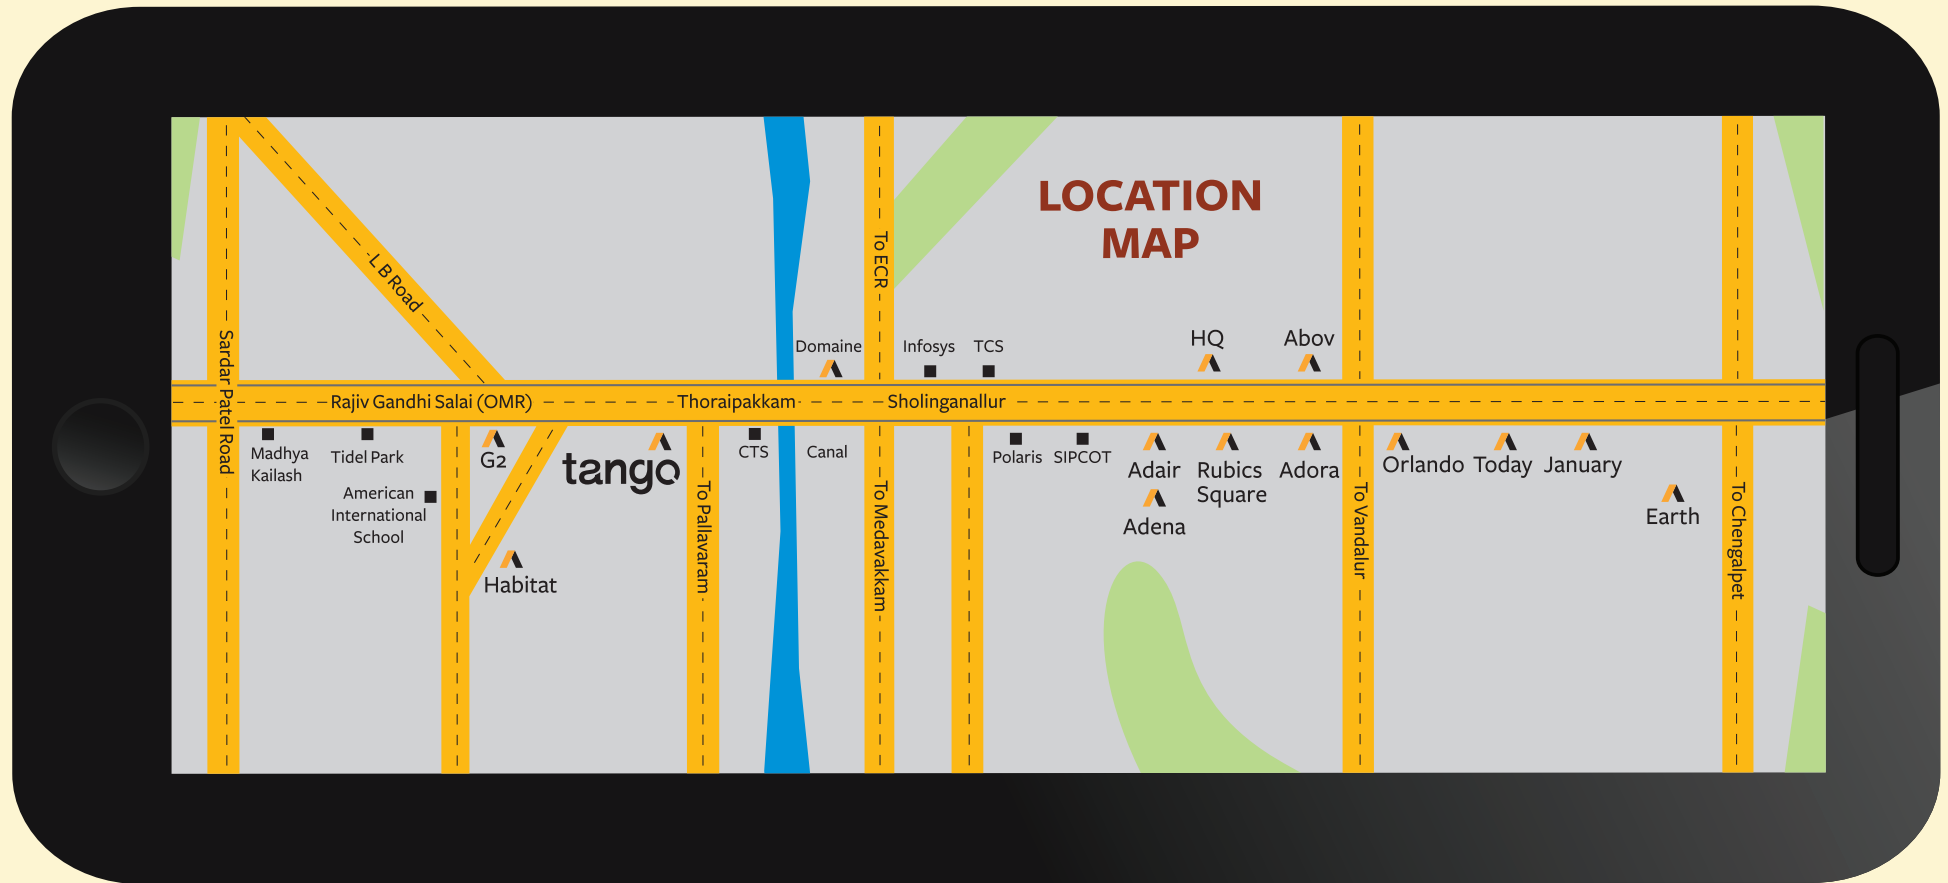 LOCATION
MAP
L B Road
To ECR
Sardar Patel Road
Domaine
Infosys
TCS
HQ
Abov
Rajiv Gandhi Salai (OMR)
Thoraipakkam
Sholinganallur
Madhya
Kailash
Tidel Park
American
International
School
G2
Habitat
tango
To Pallavaram
CTS
Canal
To Medavakkam
Polaris
SIPCOT
Adair
Adena
Rubics
Square
Adora
To Vandalur
Orlando
Today
January
Earth
To Chengalpet